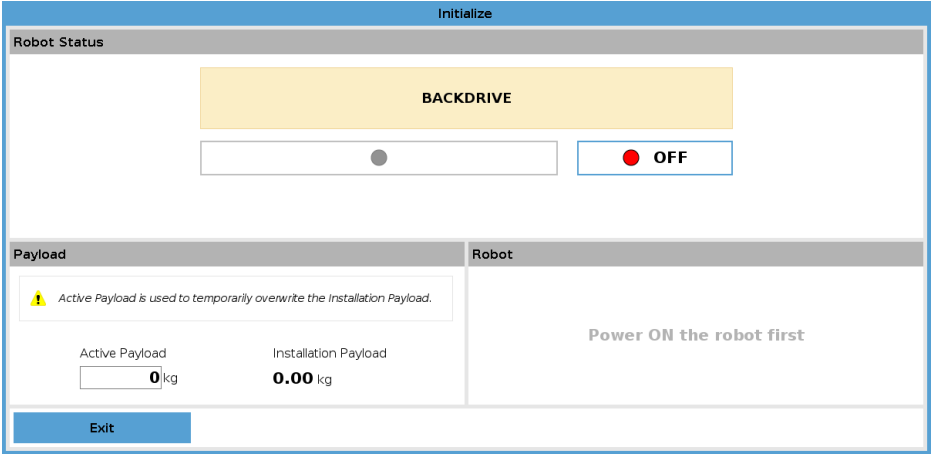 Initialize
Robot Status
BACKDRIVE
OFF
Payload
Active Payload is used to temporarily overwrite the Installation Payload.
Active Payload
Installation Payload
0 kg
0.00 kg
Robot
Power ON the robot first
Exit